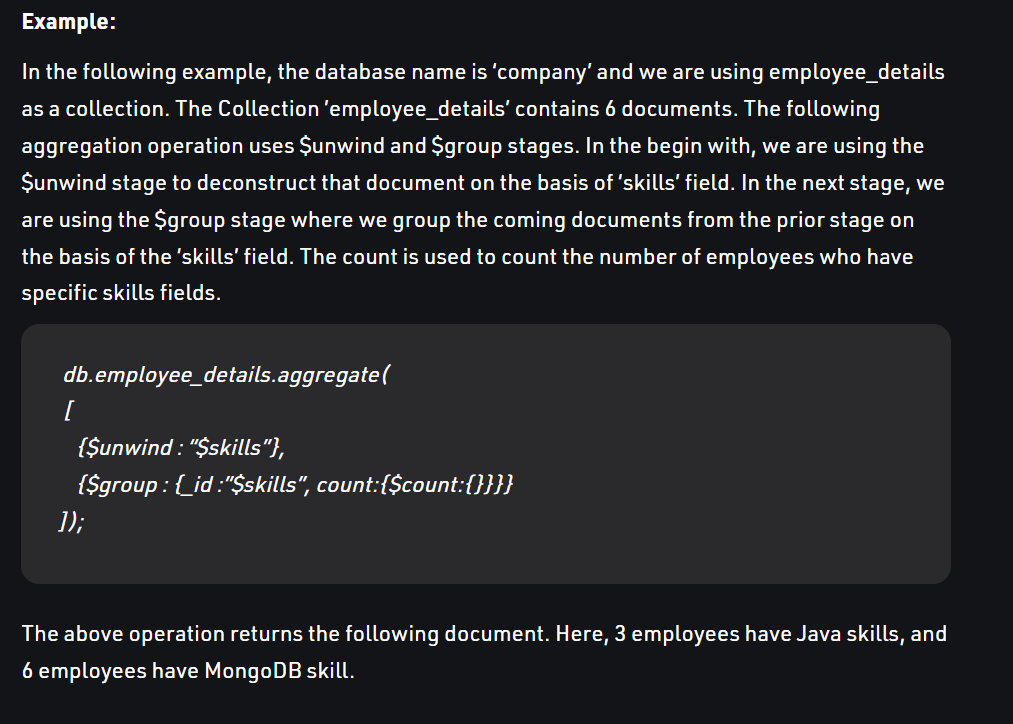 Example:
In the following example, the database name is ‘company’ and we are using employee_details
as a collection. The Collection ‘employee_details’ contains 6 documents. The following
aggregation operation uses $unwind and $group stages. In the begin with, we are using the
$unwind stage to deconstruct that document on the basis of ‘skills’ field. In the next stage, we
are using the $group stage where we group the coming documents from the prior stage on
the basis of the ‘skills’ field. The count is used to count the number of employees who have
specific skills fields.
db.employee_details.aggregate(
[
{$unwind : ”$skills”},
{$group : {_id :”$skills”, count:{$count:{}}}}
]);
The above operation returns the following document. Here, 3 employees have Java skills, and
6 employees have MongoDB skill.